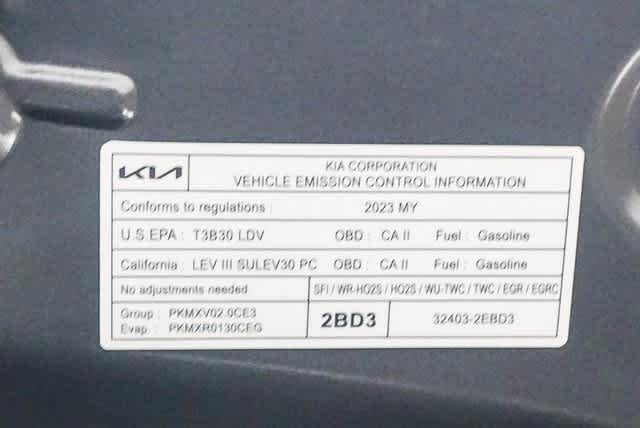 KIA
KIA CORPORATION
VEHICLE EMISSION CONTROL INFORMATION
Conforms to regulations : 2023 MY
U.S.EPA : T3B30 LDV OBD : CA II Fuel : Gasoline
California : LEV III SULEV30 PC OBD : CA II Fuel : Gasoline
No adjustments needed SFI / WR-HO2S / HO2S / WU-TWC / TWC / EGR / EGRC
Group : PKMXV02.0CE3
Evap. : PKMXR0130CEG
2BD3
32403-2EBD3